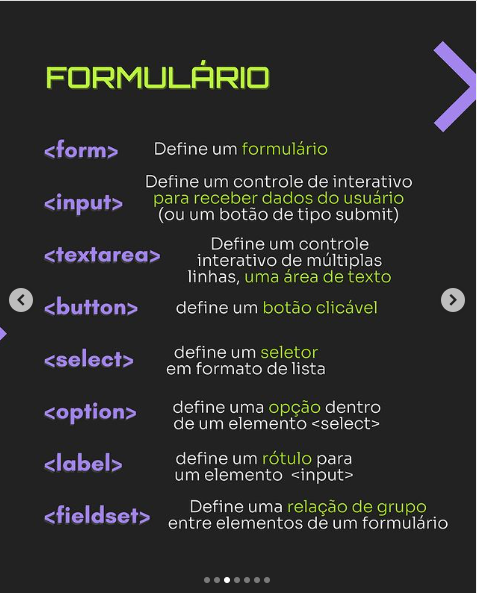 FORMULÁRIO
<form> Define um formulário
Define um controle de interativo
<input> para receber dados do usuário
(ou um botão de tipo submit)
<textarea> Define um controle
interativo de múltiplas
linhas, uma área de texto
<button> define um botão clicável
<select> define um seletor
em formato de lista
<option> define uma opção dentro
de um elemento <select>
<label> define um rótulo para
um elemento <input>
<fieldset> Define uma relação de grupo
entre elementos de um formulário